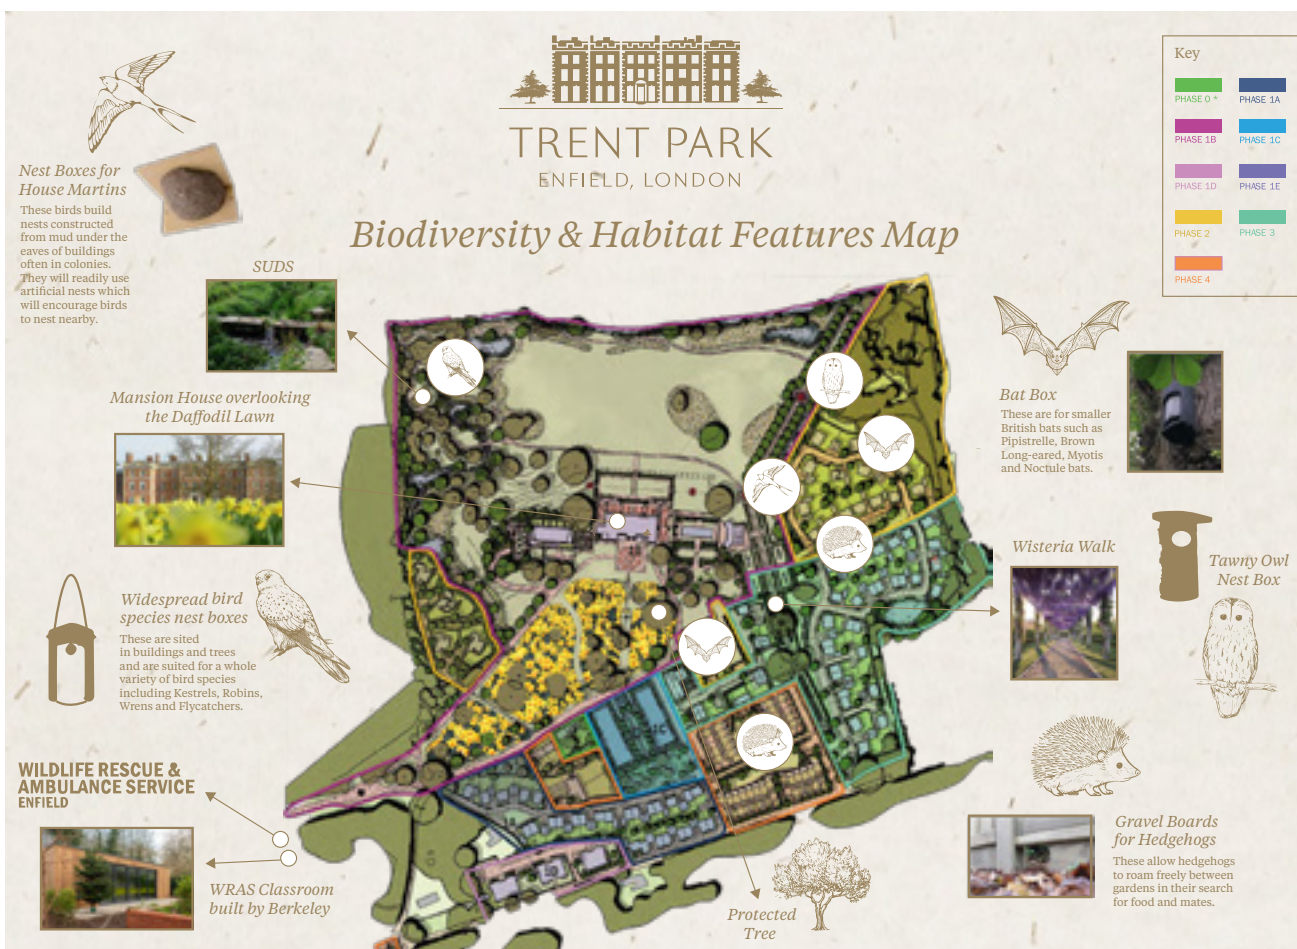 TRENT PARK
ENFIELD, LONDON
Biodiversity & Habitat Features Map
Key
PHASE 0 *
PHASE 1A
PHASE 1B
PHASE 1C
PHASE 1D
PHASE 1E
PHASE 2
PHASE 3
PHASE 4
Nest Boxes for
House Martins
These birds build
nests constructed
from mud under the
eaves of buildings
often in colonies.
They will readily use
artificial nests which
will encourage birds
to nest nearby.
SUDS
Mansion House overlooking
the Daffodil Lawn
Widespread bird
species nest boxes
These are sited
in buildings and trees
and are suited for a whole
variety of bird species
including Kestrels, Robins,
Wrens and Flycatchers.
WILDLIFE RESCUE &
AMBULANCE SERVICE
ENFIELD
WRAS Classroom
built by Berkeley
Bat Box
These are for smaller
British bats such as
Pipistrelle, Brown
Long-eared, Myotis
and Noctule bats.
Wisteria Walk
Tawny Owl
Nest Box
Gravel Boards
for Hedgehogs
These allow hedgehogs
to roam freely between
gardens in their search
for food and mates.
Protected
Tree